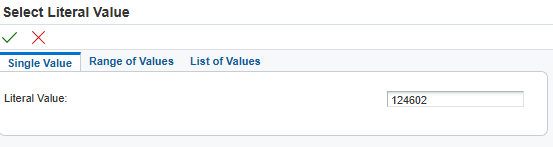 Select Literal Value
Single Value Range of Values List of Values
Literal Value: 124602